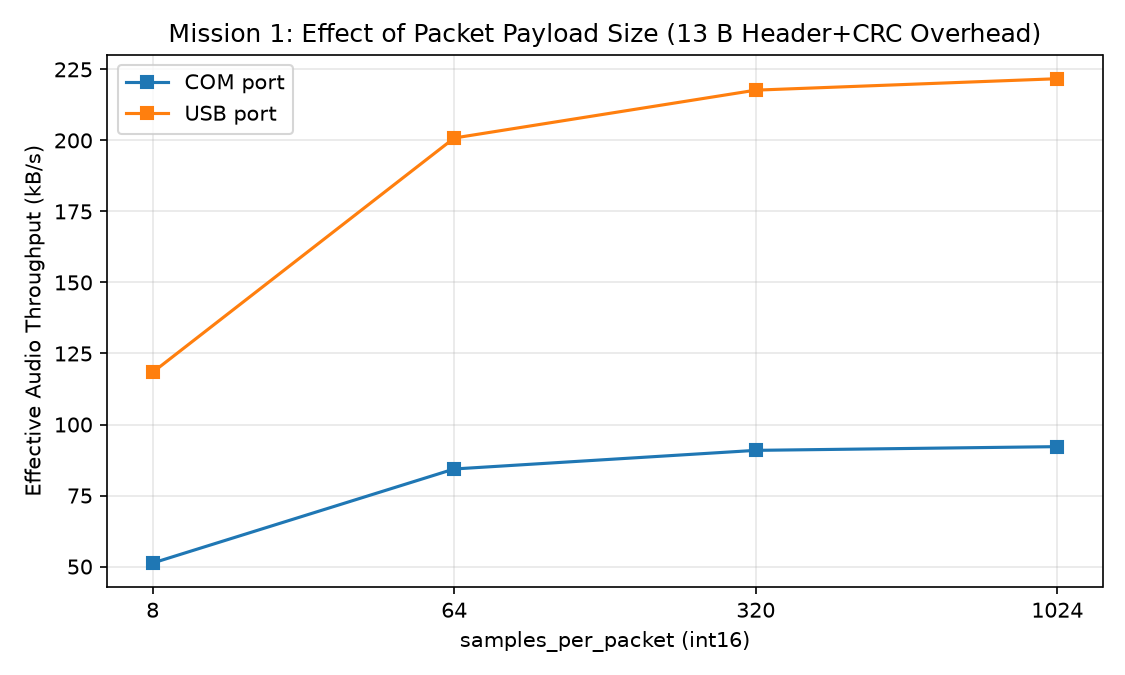 Mission 1: Effect of Packet Payload Size (13 B Header+CRC Overhead)
COM port
USB port
Effective Audio Throughput (kB/s)
225
200
175
150
125
100
75
50
8 64 320 1024
samples_per_packet (int16)